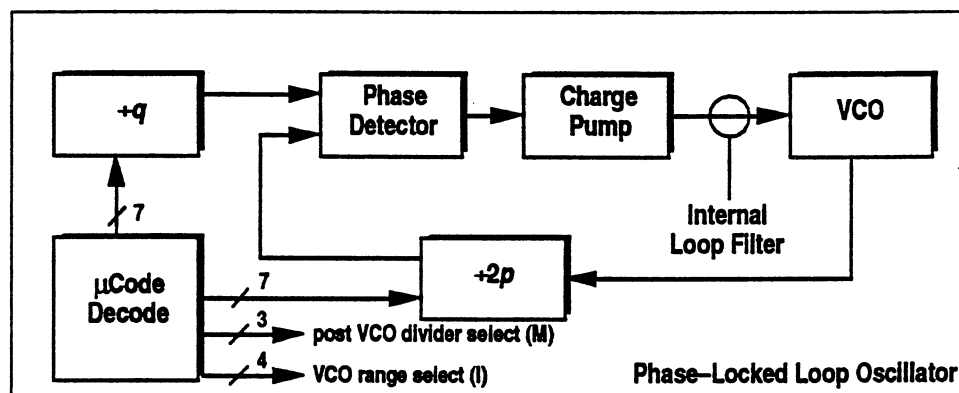 ÷q
Phase
Detector
Charge
Pump
VCO
7
Internal
Loop Filter
μCode
Decode
7
÷2p
3
post VCO divider select (M)
4
VCO range select (I)
Phase–Locked Loop Oscillator